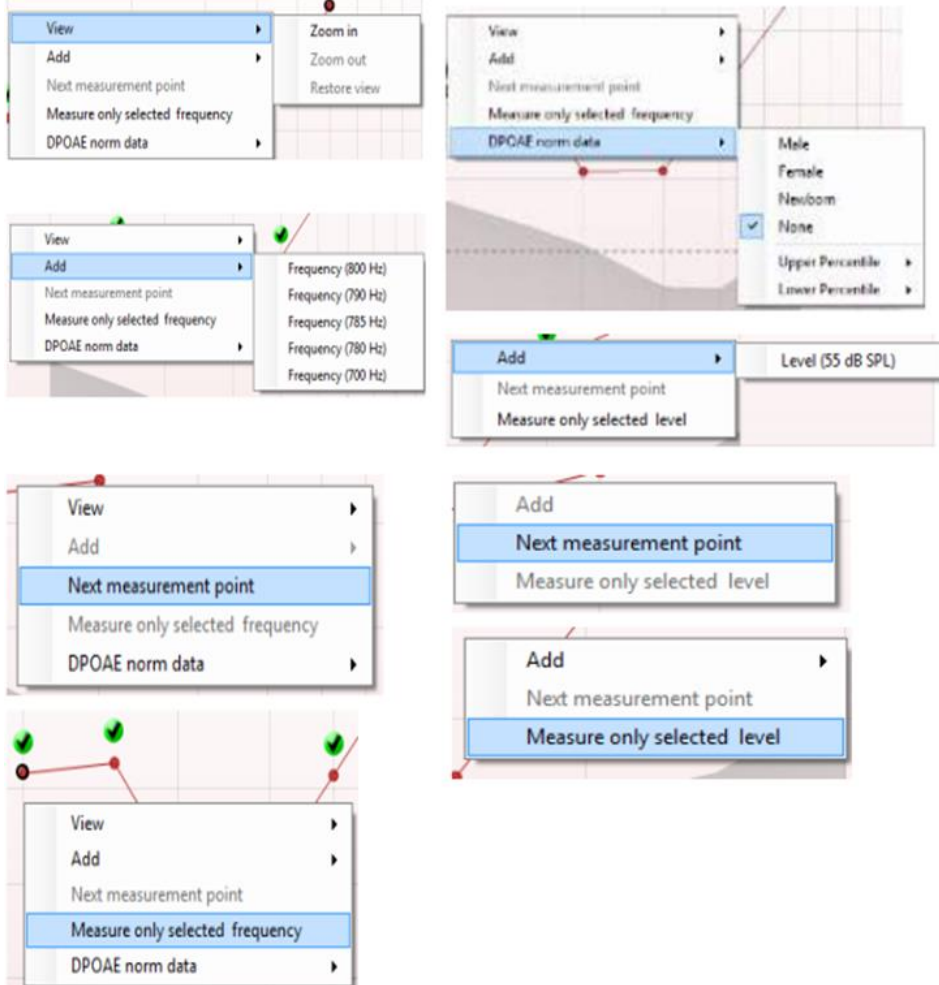 View
Add
Next measurement point
Measure only selected frequency
DPOAE norm data
Zoom in
Zoom out
Restore view
View
Add
Next measurement point
Measure only selected frequency
DPOAE norm data
Male
Female
Newborn
None
Upper Percentile
Lower Percentile
View
Add
Next measurement point
Measure only selected frequency
DPOAE norm data
Frequency (800 Hz)
Frequency (790 Hz)
Frequency (785 Hz)
Frequency (780 Hz)
Frequency (700 Hz)
Add
Next measurement point
Measure only selected level
Level (55 dB SPL)
View
Add
Next measurement point
Measure only selected frequency
DPOAE norm data
Add
Next measurement point
Measure only selected level
Add
Next measurement point
Measure only selected level
View
Add
Next measurement point
Measure only selected frequency
DPOAE norm data